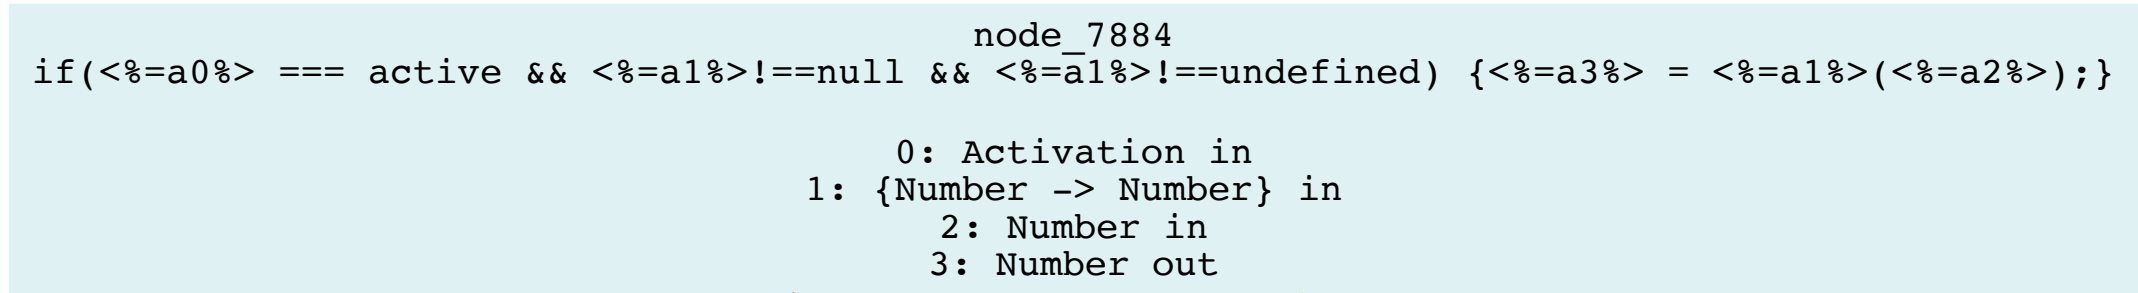 node_7884
if(<%=a0%> === active && <%=a1%>!==null && <%=a1%>!==undefined) {<%=a3%> = <%=a1%>(<%=a2%>);}
0: Activation in
1: {Number -> Number} in
2: Number in
3: Number out